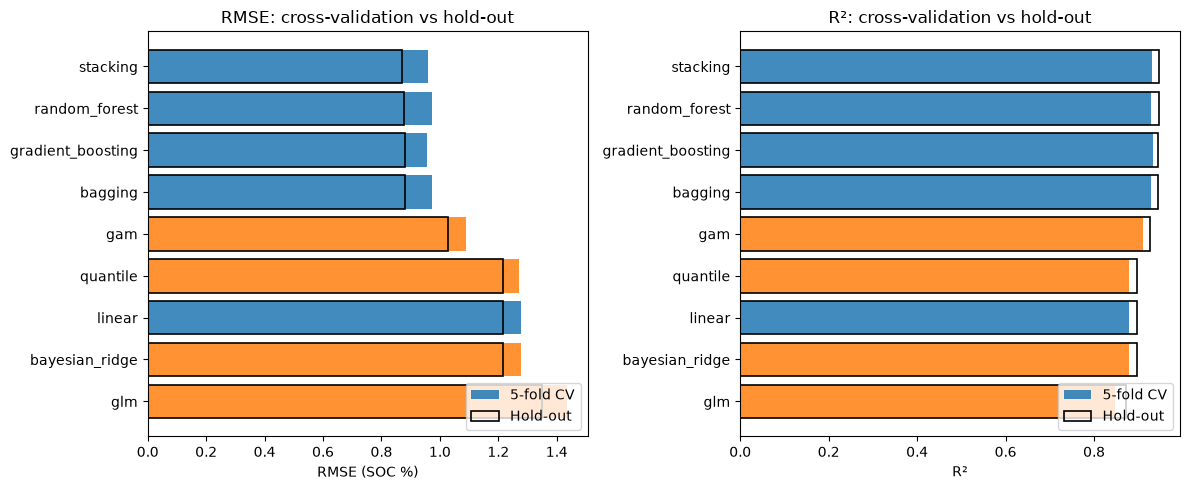 RMSE: cross-validation vs hold-out
stacking
random_forest
gradient_boosting
bagging
gam
quantile
linear
bayesian_ridge
glm
5-fold CV
Hold-out
0.0 0.2 0.4 0.6 0.8 1.0 1.2 1.4
RMSE (SOC %)
R²: cross-validation vs hold-out
stacking
random_forest
gradient_boosting
bagging
gam
quantile
linear
bayesian_ridge
glm
5-fold CV
Hold-out
0.0 0.2 0.4 0.6 0.8
R²